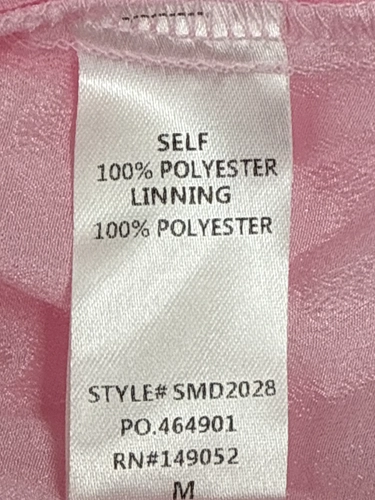 SELF
100% POLYESTER
LINNING
100% POLYESTER
STYLE# SMD2028
PO.464901
RN#149052
M